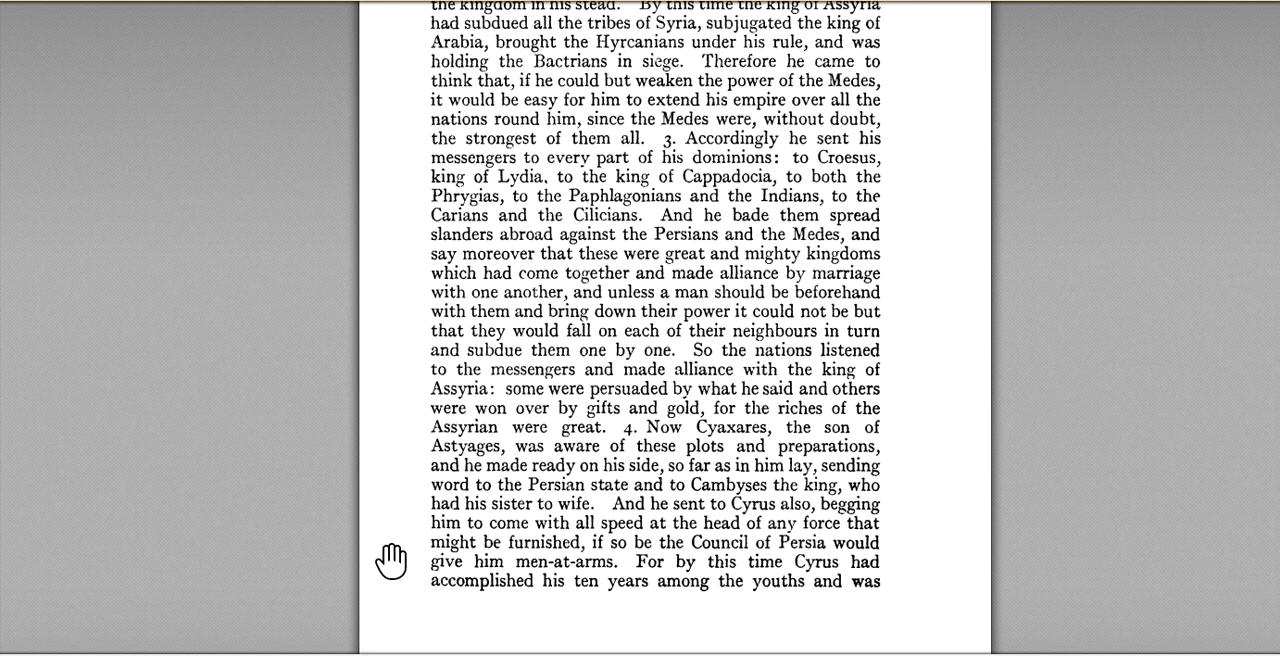 the kingdom in his stead. By this time the king of Assyria
had subdued all the tribes of Syria, subjugated the king of
Arabia, brought the Hyrcanians under his rule, and was
holding the Bactrians in siege. Therefore he came to
think that, if he could but weaken the power of the Medes,
it would be easy for him to extend his empire over all the
nations round him, since the Medes were, without doubt,
the strongest of them all. 3. Accordingly he sent his
messengers to every part of his dominions: to Croesus,
king of Lydia, to the king of Cappadocia, to both the
Phrygias, to the Paphlagonians and the Indians, to the
Carians and the Cilicians. And he bade them spread
slanders abroad against the Persians and the Medes, and
say moreover that these were great and mighty kingdoms
which had come together and made alliance by marriage
with one another, and unless a man should be beforehand
with them and bring down their power it could not be but
that they would fall on each of their neighbours in turn
and subdue them one by one. So the nations listened
to the messengers and made alliance with the king of
Assyria: some were persuaded by what he said and others
were won over by gifts and gold, for the riches of the
Assyrian were great. 4. Now Cyaxares, the son of
Astyages, was aware of these plots and preparations,
and he made ready on his side, so far as in him lay, sending
word to the Persian state and to Cambyses the king, who
had his sister to wife. And he sent to Cyrus also, begging
him to come with all speed at the head of any force that
might be furnished, if so be the Council of Persia would
give him men-at-arms. For by this time Cyrus had
accomplished his ten years among the youths and was